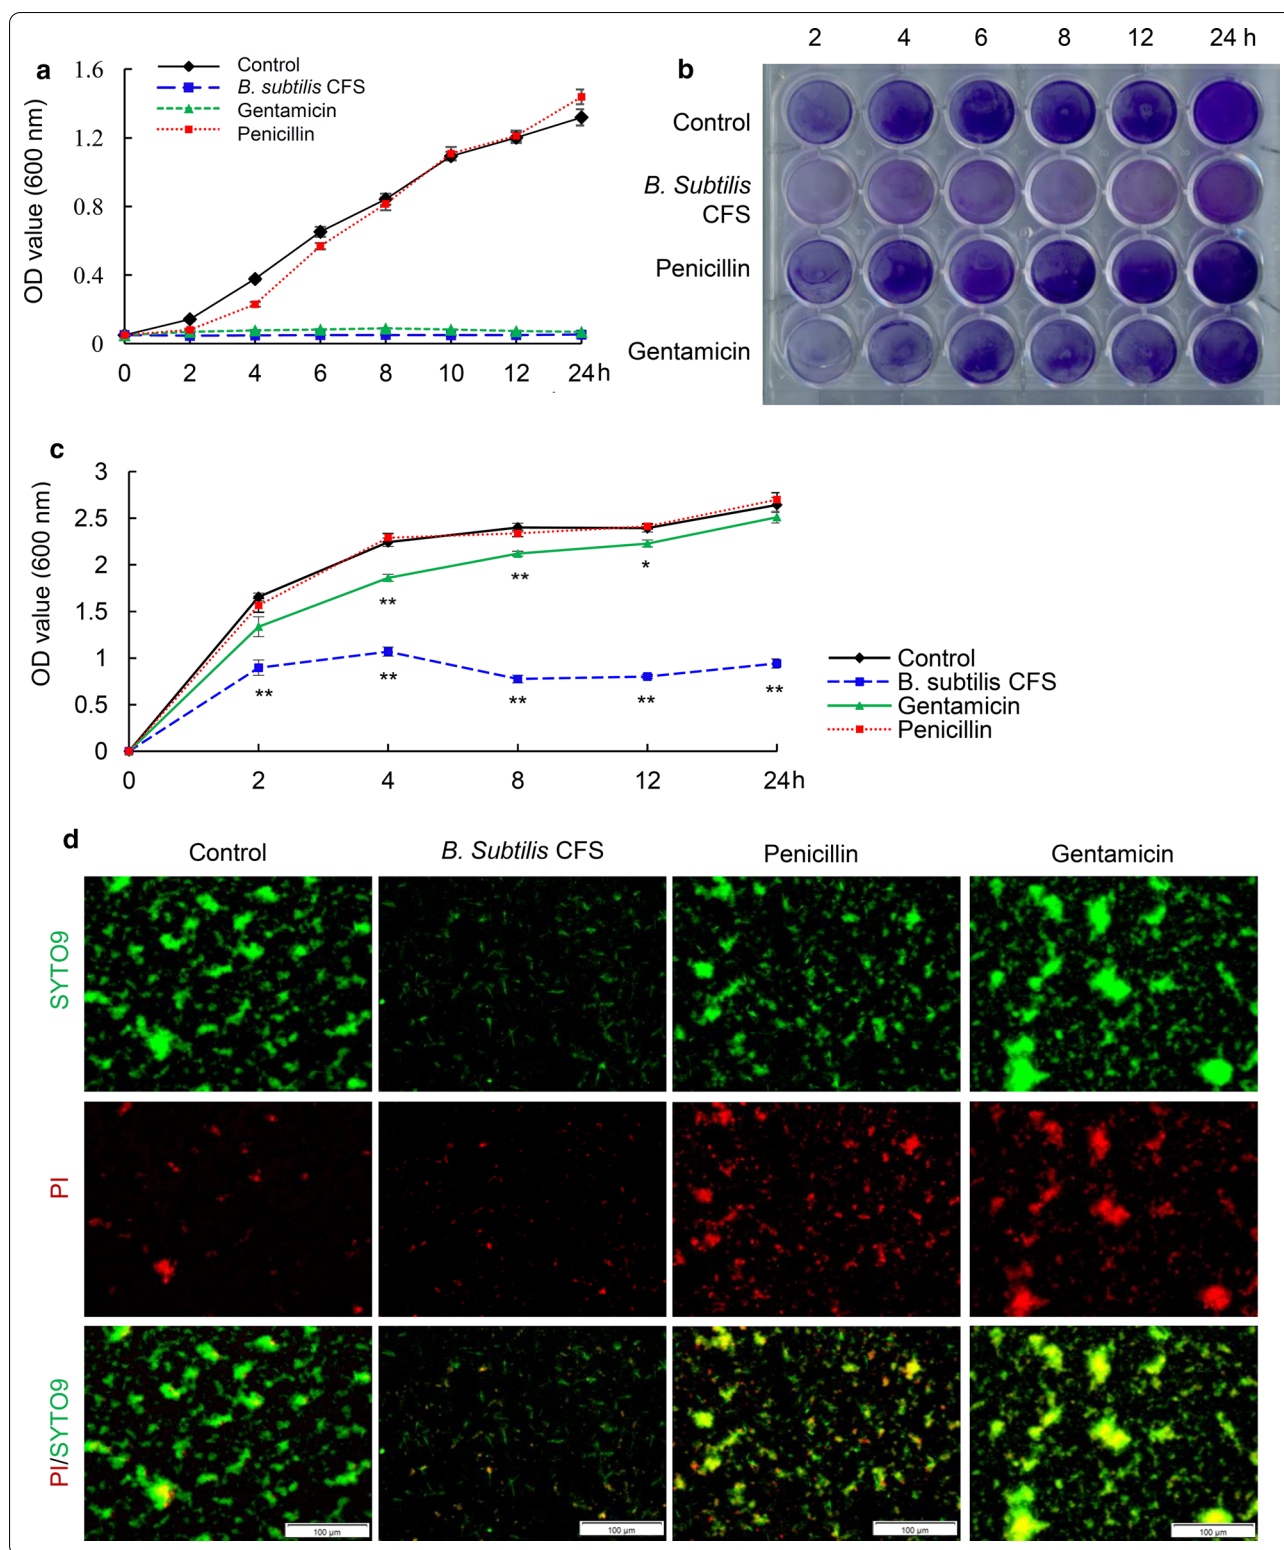 a
OD value (600 nm)
1.6
1.2
0.8
0.4
0
0 2 4 6 8 10 12 24 h
Control
B. subtilis CFS
Gentamicin
Penicillin
b
2 4 6 8 12 24 h
Control
B. Subtilis
CFS
Penicillin
Gentamicin
c
OD value (600 nm)
3
2.5
2
1.5
1
0.5
0
** ** *
** ** ** ** **
0 2 4 8 12 24 h
Control
B. subtilis CFS
Gentamicin
Penicillin
d
Control B. Subtilis CFS Penicillin Gentamicin
SYTO9
PI
PI/SYTO9
100 µm 100 µm 100 µm 100 µm